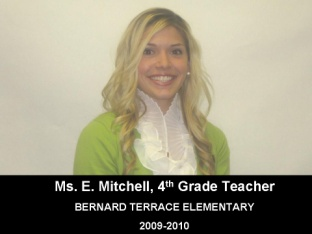 Ms. E. Mitchell, 4th Grade Teacher
BERNARD TERRACE ELEMENTARY
2009-2010